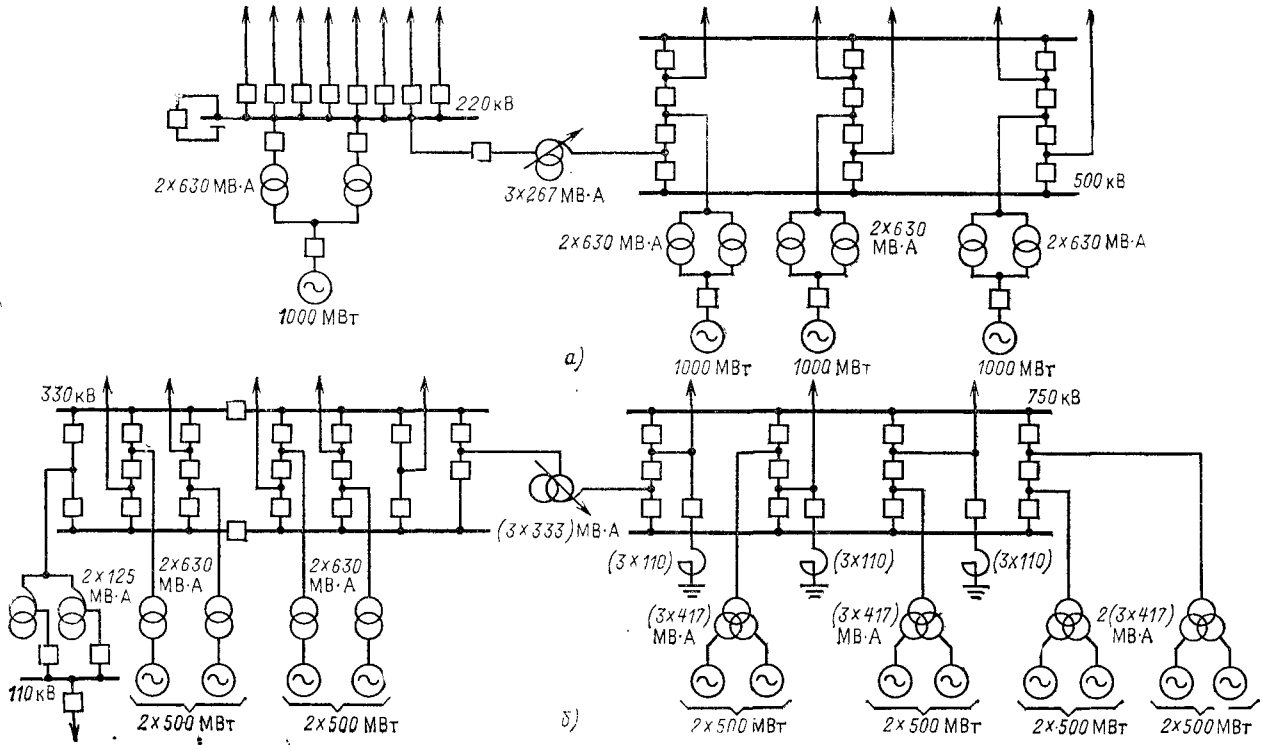 220 кВ
2×630 МВ·А
3×267 МВ·А
500 кВ
2×630 МВ·А
2×630
МВ·А
2×630 МВ·А
1000 МВт
1000 МВт
1000 МВт
1000 МВт
а)
330 кВ
750 кВ
(3×333) МВ·А
2×125
МВ·А
2×630
МВ·А
2×630
МВ·А
(3×110)
(3×110)
(3×110)
(3×417)
МВ·А
(3×417)
МВ·А
2(3×417)
МВ·А
110 кВ
2×500 МВт
2×500 МВт
б)
2×500 МВт
2×500 МВт
2×500 МВт
2×500 МВт